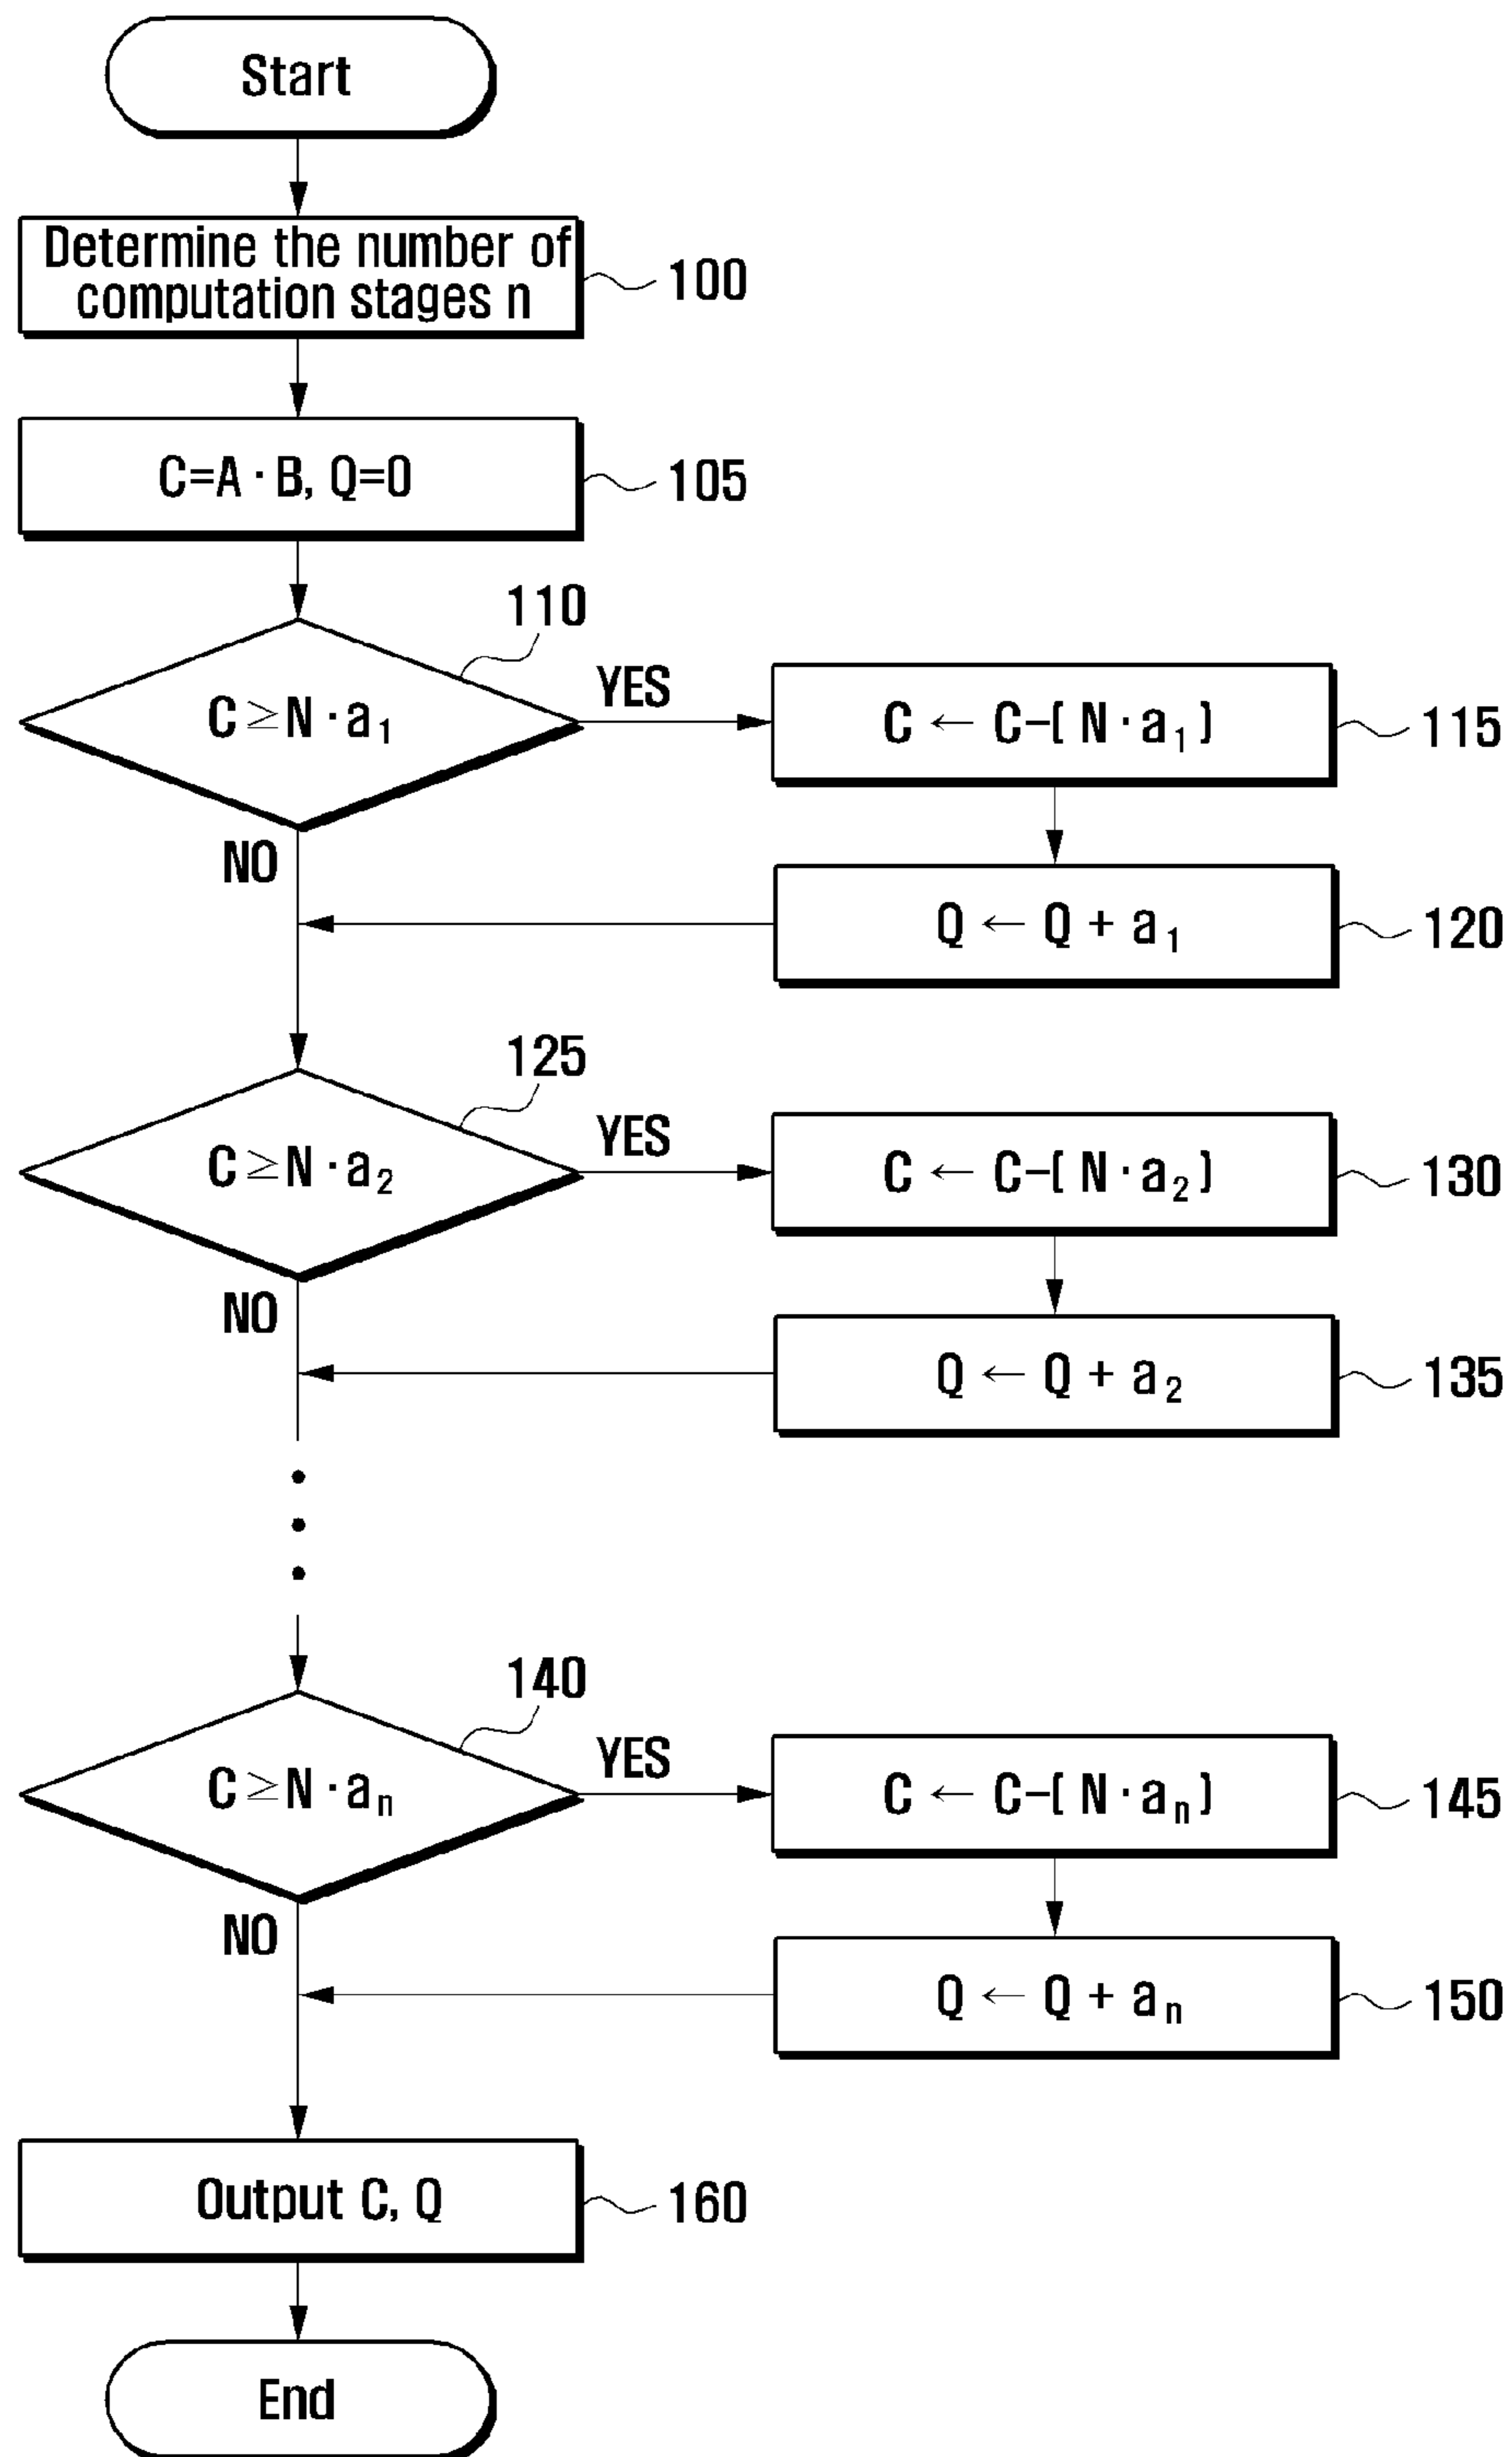 Start
Determine the number of
computation stages n
100
C=A · B, Q=0
105
110
C ≥ N · a₁
YES
C ← C−( N · a₁ )
115
NO
Q ← Q + a₁
120
125
C ≥ N · a₂
YES
C ← C−( N · a₂ )
130
NO
Q ← Q + a₂
135
140
C ≥ N · aₙ
YES
C ← C−( N · aₙ )
145
NO
Q ← Q + aₙ
150
Output C, Q
160
End